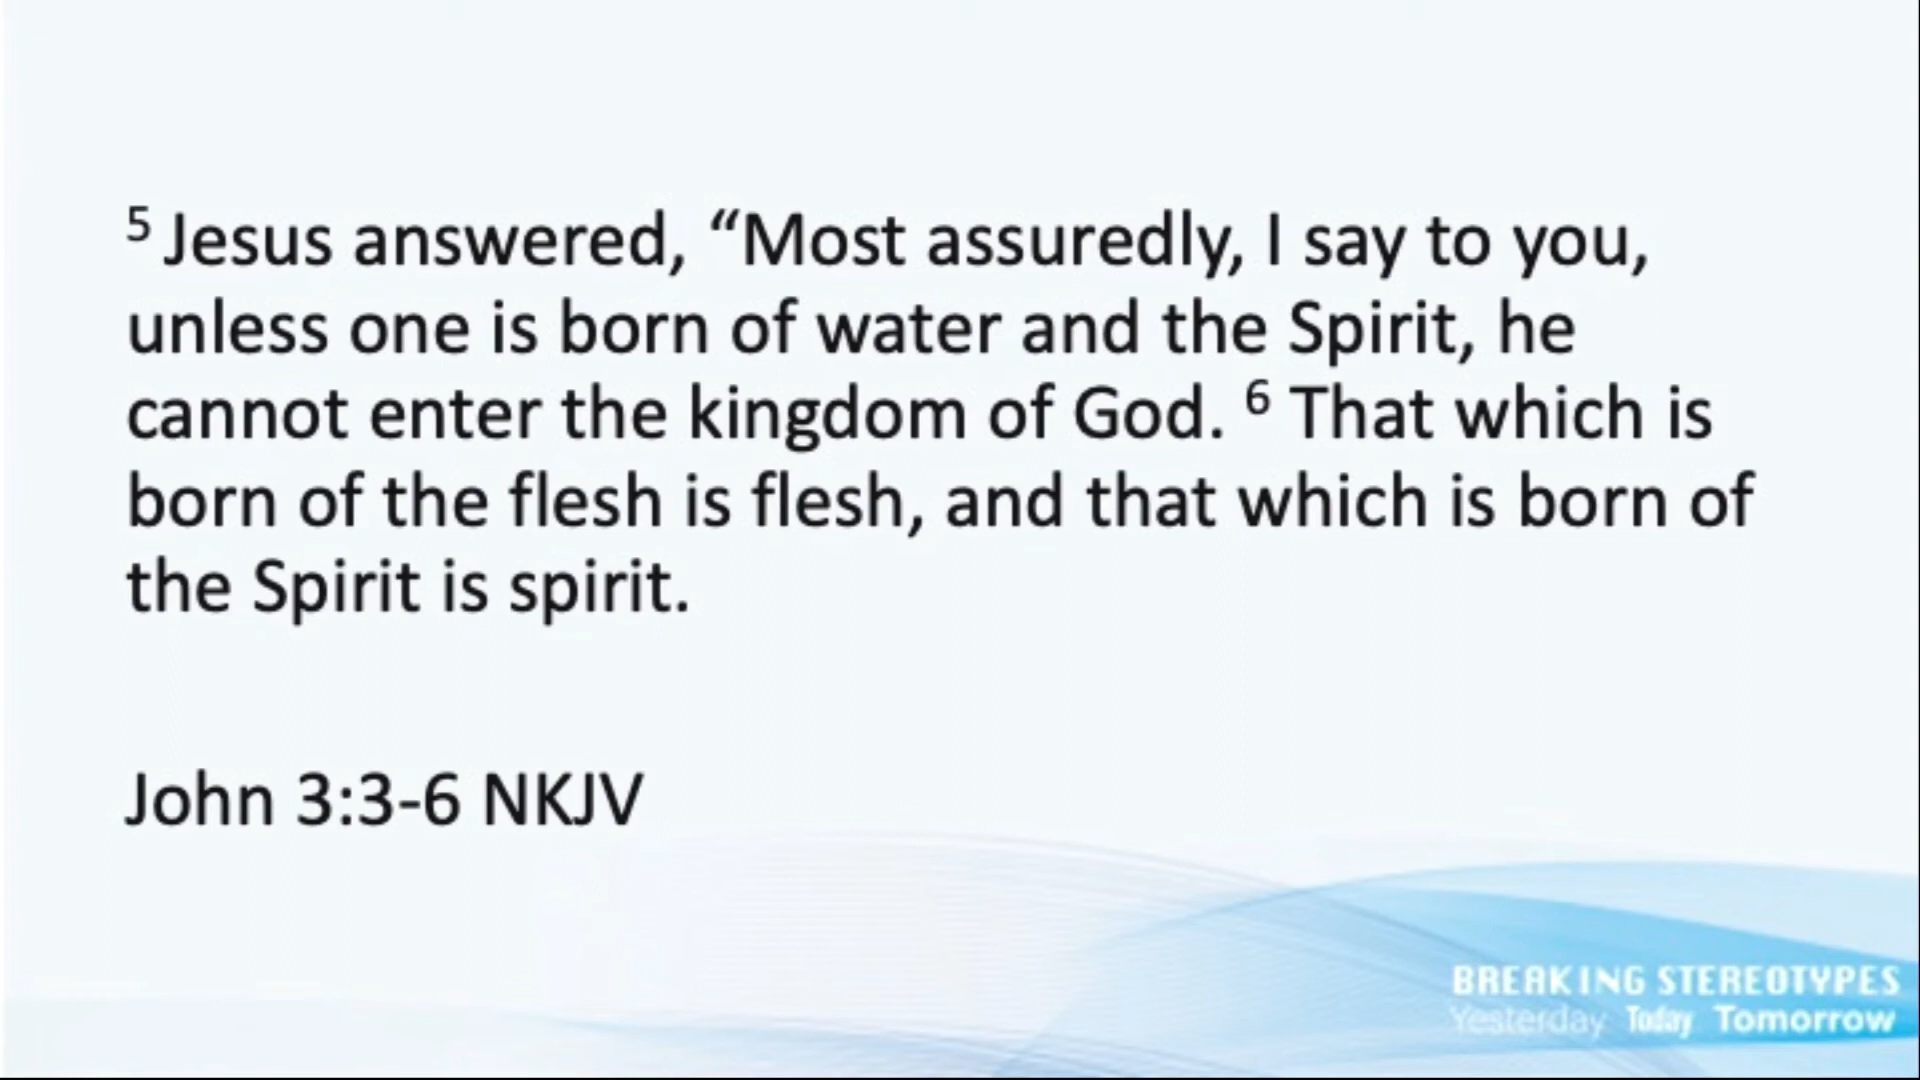 5 Jesus answered, “Most assuredly, I say to you,
unless one is born of water and the Spirit, he
cannot enter the kingdom of God. 6 That which is
born of the flesh is flesh, and that which is born of
the Spirit is spirit.
John 3:3-6 NKJV
BREAKING STEREOTYPES
Yesterday Today Tomorrow